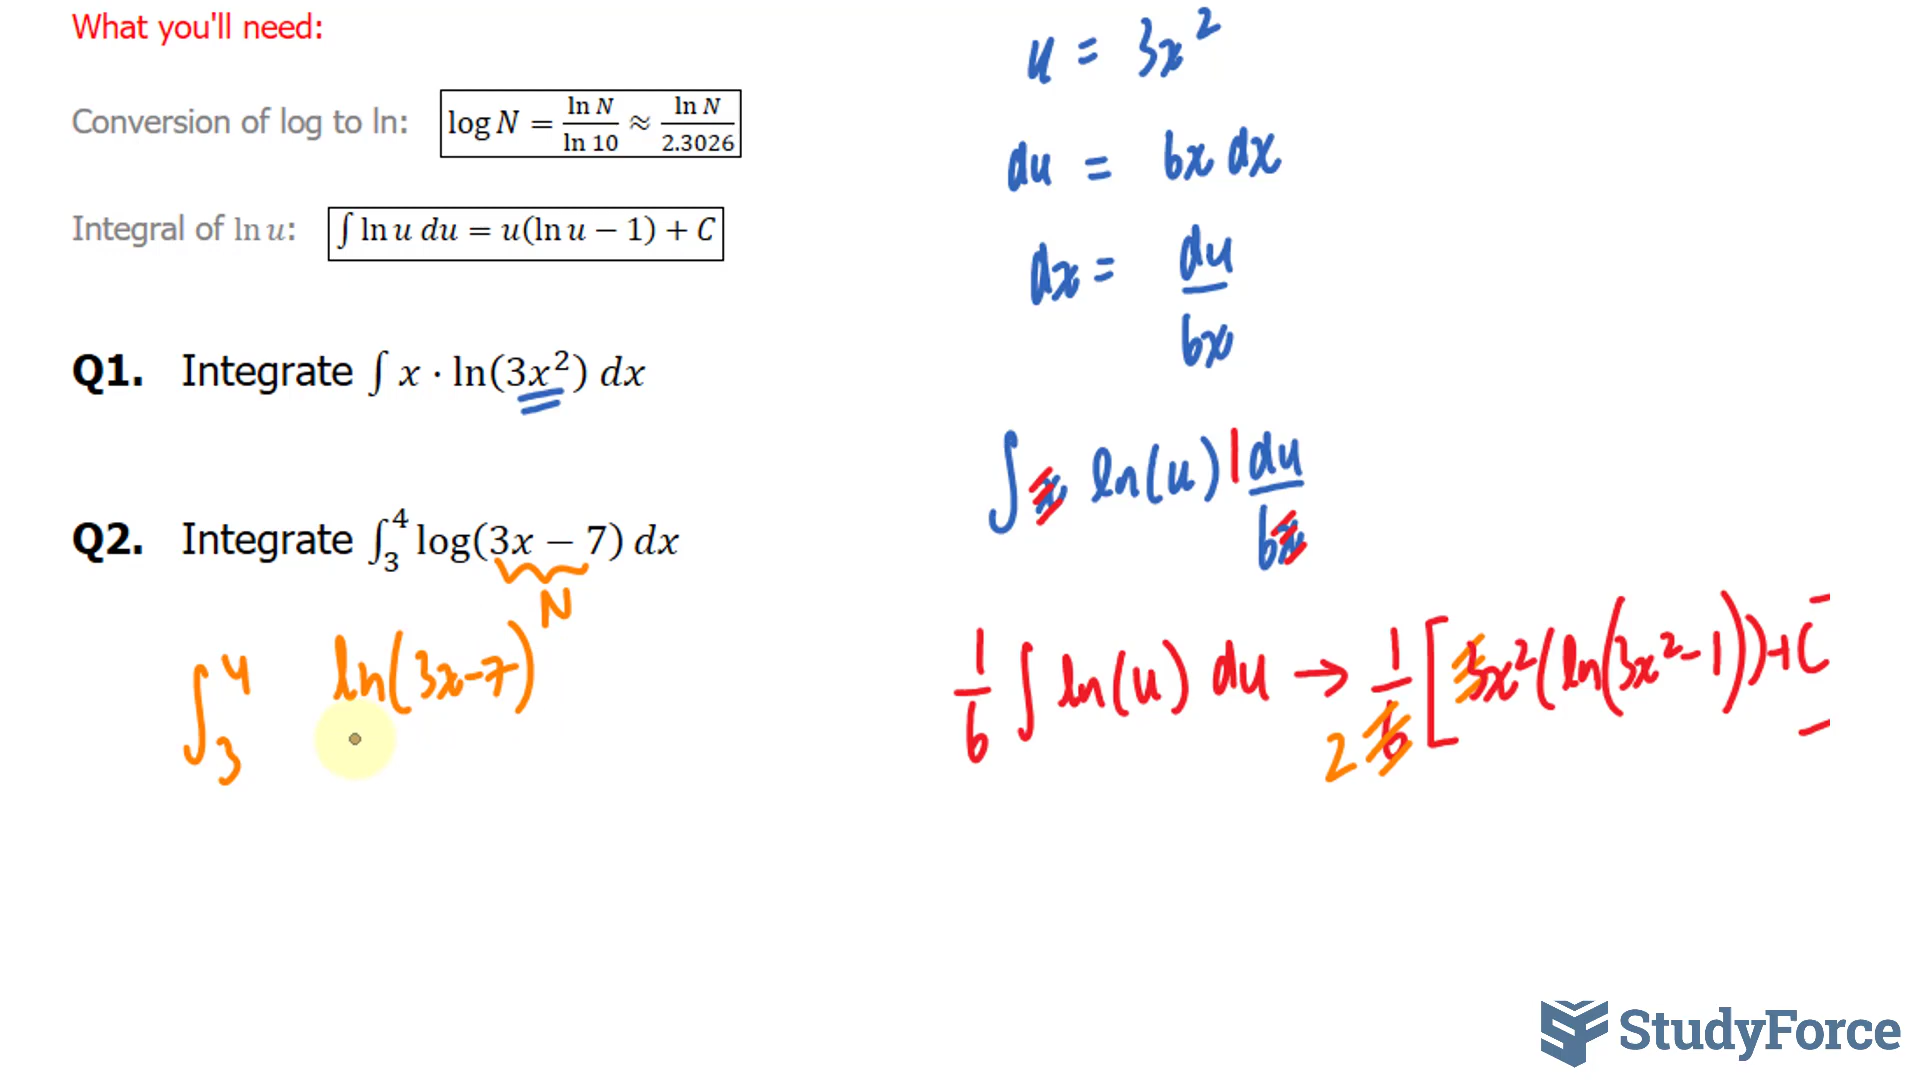 What you'll need:
Conversion of log to ln: log N = ln N / ln 10 ≈ ln N / 2.3026
Integral of ln u: ∫ ln u du = u(ln u − 1) + C
Q1. Integrate ∫ x · ln(3x²) dx
Q2. Integrate ∫₃⁴ log(3x − 7) dx
N
∫₃⁴ ln(3x-7)
u = 3x²
du = 6x dx
dx = du / 6x
∫ x ln(u) 1 du / 6x
1/6 ∫ ln(u) du → 1/6 [3x²(ln(3x²-1))+C
2
StudyForce